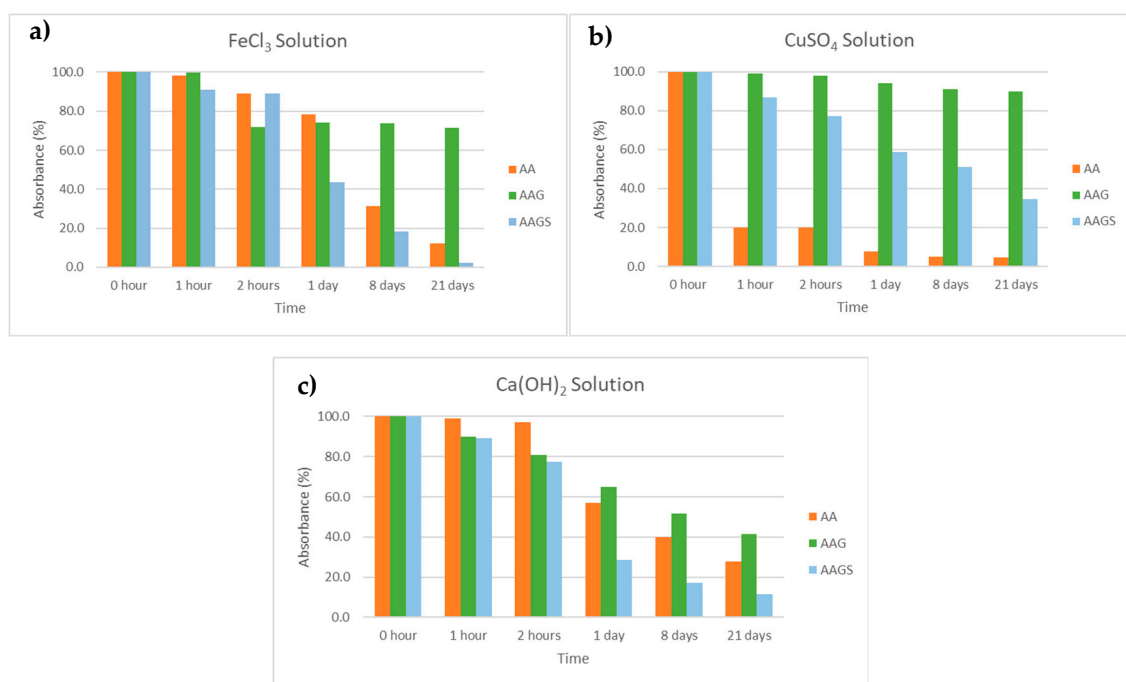 a)
FeCl₃ Solution
Absorbance (%)
100.0
80.0
60.0
40.0
20.0
0.0
0 hour 1 hour 2 hours 1 day 8 days 21 days
Time
AA
AAG
AAGS
b)
CuSO₄ Solution
Absorbance (%)
100.0
80.0
60.0
40.0
20.0
0.0
0 hour 1 hour 2 hours 1 day 8 days 21 days
Time
AA
AAG
AAGS
c)
Ca(OH)₂ Solution
Absorbance (%)
100.0
80.0
60.0
40.0
20.0
0.0
0 hour 1 hour 2 hours 1 day 8 days 21 days
Time
AA
AAG
AAGS